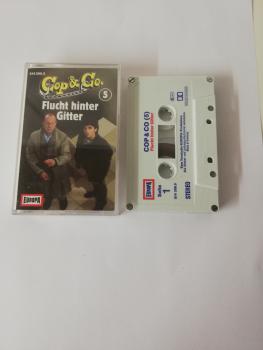 Cop & Co.
5
Flucht hinter
Gitter
EUROPA
COP & CO (5)
Flucht hinter Gitter
EUROPA
Seite
1
STEREO